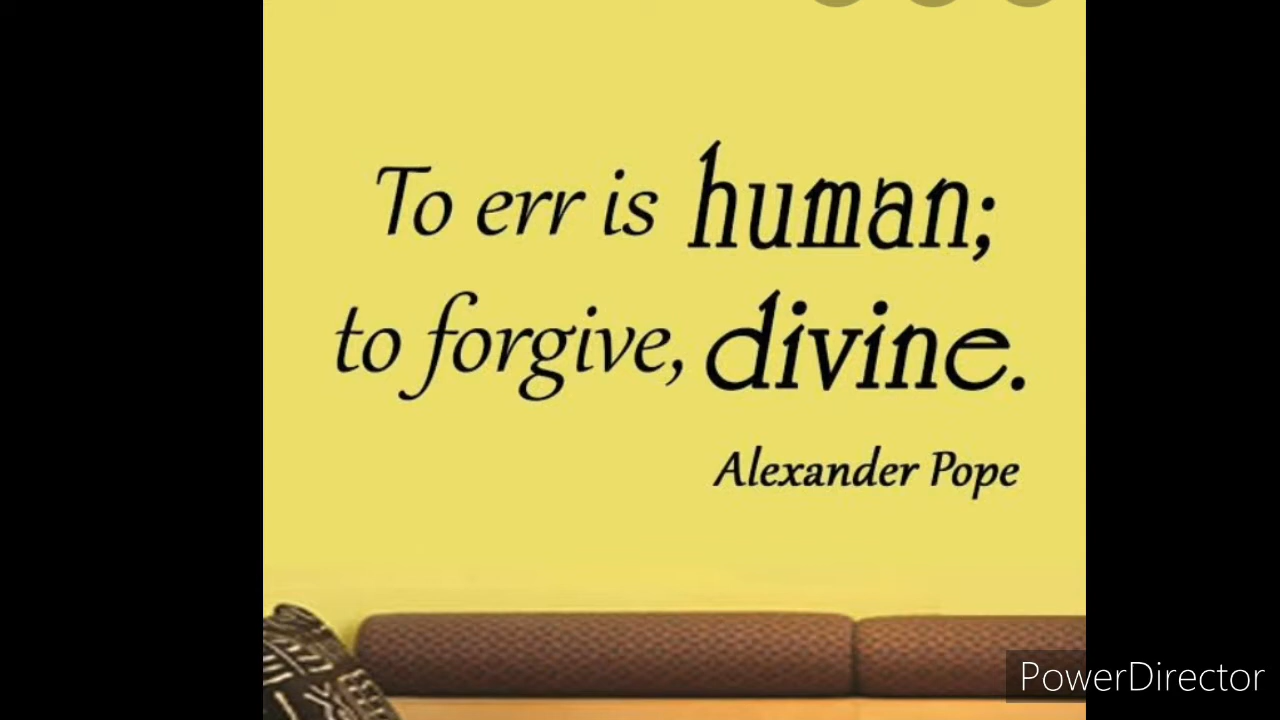 To err is human;
to forgive, divine.
Alexander Pope
PowerDirector